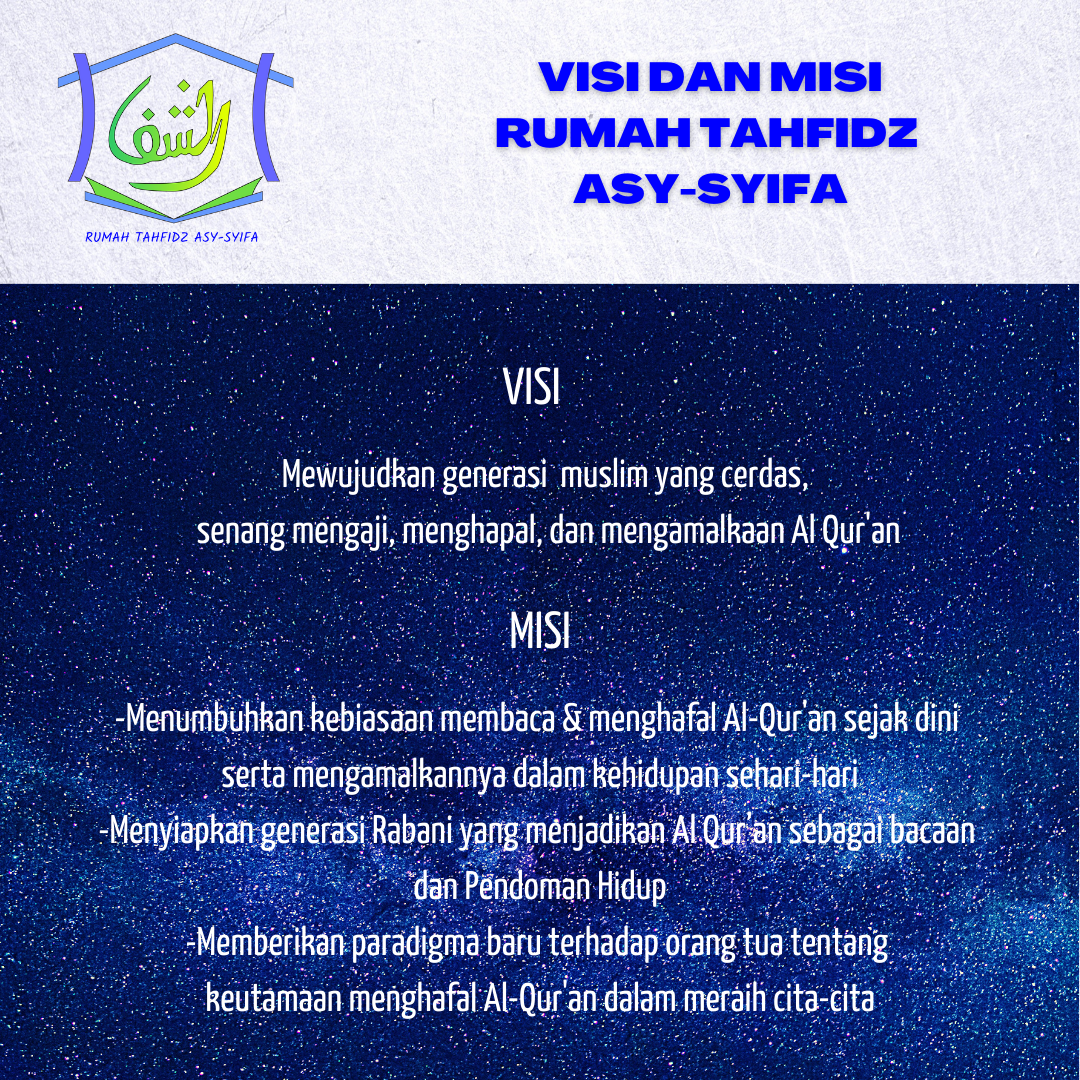 الشفا
RUMAH TAHFIDZ ASY-SYIFA
VISI DAN MISI
RUMAH TAHFIDZ
ASY-SYIFA
VISI
Mewujudkan generasi muslim yang cerdas,
senang mengaji, menghapal, dan mengamalkaan Al Qur'an
MISI
-Menumbuhkan kebiasaan membaca & menghafal Al-Qur'an sejak dini
serta mengamalkannya dalam kehidupan sehari-hari
-Menyiapkan generasi Rabani yang menjadikan Al Qur'an sebagai bacaan
dan Pendoman Hidup
-Memberikan paradigma baru terhadap orang tua tentang
keutamaan menghafal Al-Qur'an dalam meraih cita-cita